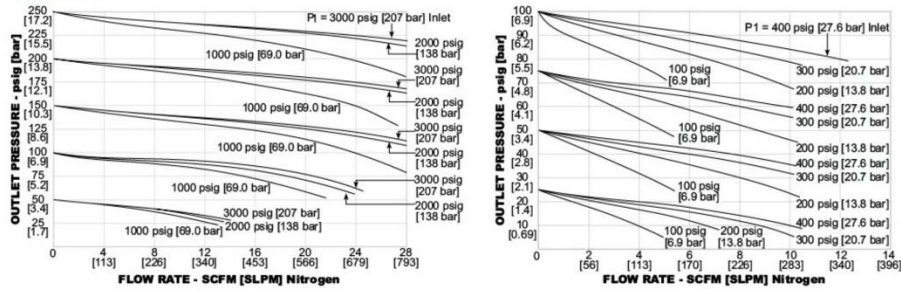 250
[17.2]
225
[15.5]
200
[13.8]
175
[12.1]
150
[10.3]
125
[8.6]
100
[6.9]
75
[5.2]
50
[3.4]
25
[1.7]
OUTLET PRESSURE - psig [bar]
P1 = 3000 psig [207 bar] Inlet
2000 psig
[138 bar]
1000 psig [69.0 bar]
3000 psig
[207 bar]
2000 psig
[138 bar]
1000 psig [69.0 bar]
3000 psig
[207 bar]
2000 psig
[138 bar]
1000 psig [69.0 bar]
3000 psig
[207 bar]
2000 psig
[138 bar]
1000 psig [69.0 bar]
3000 psig [207 bar]
2000 psig [138 bar]
1000 psig [69.0 bar]
0 4 8 12 16 20 24 28
[113] [226] [340] [453] [566] [679] [793]
FLOW RATE - SCFM [SLPM] Nitrogen
100
[6.9]
90
[6.2]
80
[5.5]
70
[4.8]
60
[4.1]
50
[3.4]
40
[2.8]
30
[2.1]
20
[1.4]
10
[0.69]
OUTLET PRESSURE - psig [bar]
P1 = 400 psig [27.6 bar] Inlet
300 psig [20.7 bar]
100 psig
[6.9 bar]
200 psig [13.8 bar]
400 psig [27.6 bar]
300 psig [20.7 bar]
100 psig
[6.9 bar]
200 psig [13.8 bar]
400 psig [27.6 bar]
300 psig [20.7 bar]
100 psig
[6.9 bar]
200 psig [13.8 bar]
400 psig [27.6 bar]
100 psig
[6.9 bar]
200 psig
[13.8 bar]
300 psig [20.7 bar]
0 2 4 6 8 10 12 14
[56] [113] [170] [226] [283] [340] [396]
FLOW RATE - SCFM [SLPM] Nitrogen